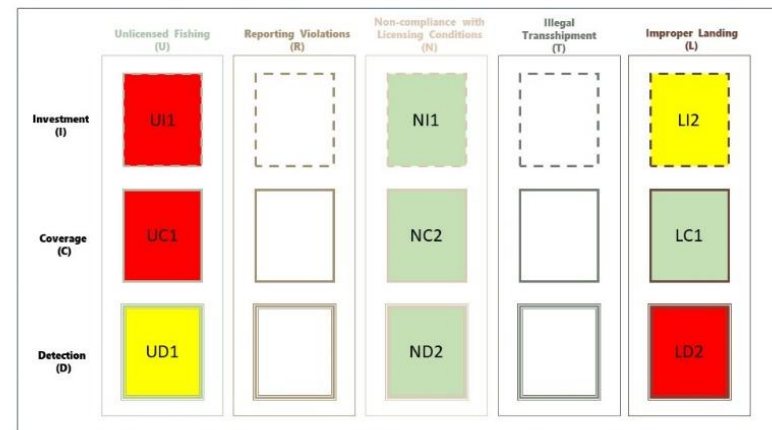 Unlicensed Fishing
(U)
Reporting Violations
(R)
Non-compliance with
Licensing Conditions
(N)
Illegal
Transshipment
(T)
Improper Landing
(L)
Investment
(I)
UI1
NI1
LI2
Coverage
(C)
UC1
NC2
LC1
Detection
(D)
UD1
ND2
LD2